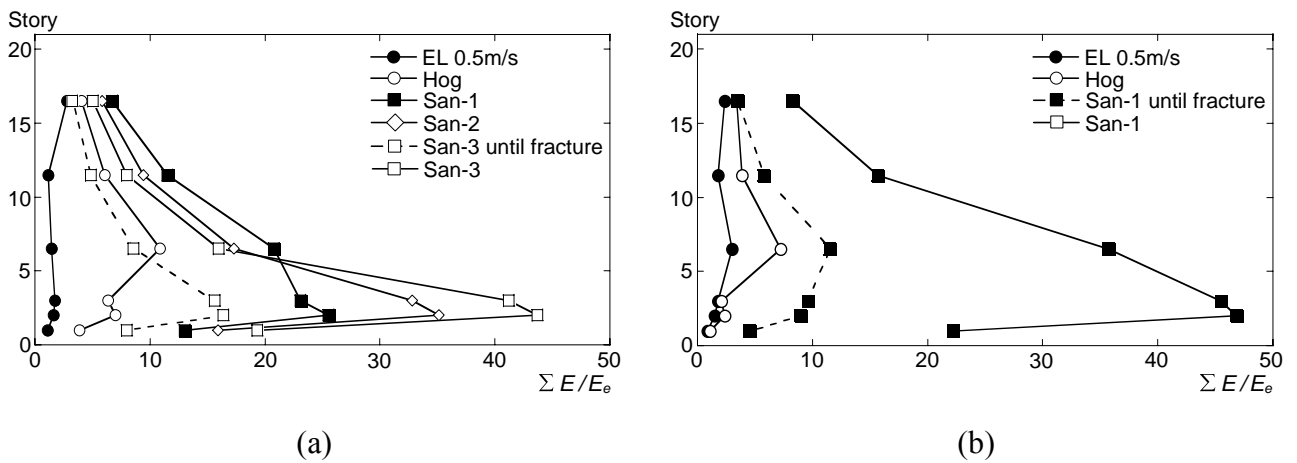 Story
20
15
10
5
0
0 10 20 30 40 50
EL 0.5m/s
Hog
San-1
San-2
San-3 until fracture
San-3
∑ E / Eₑ
(a)
Story
20
15
10
5
0
0 10 20 30 40 50
EL 0.5m/s
Hog
San-1 until fracture
San-1
∑ E / Eₑ
(b)